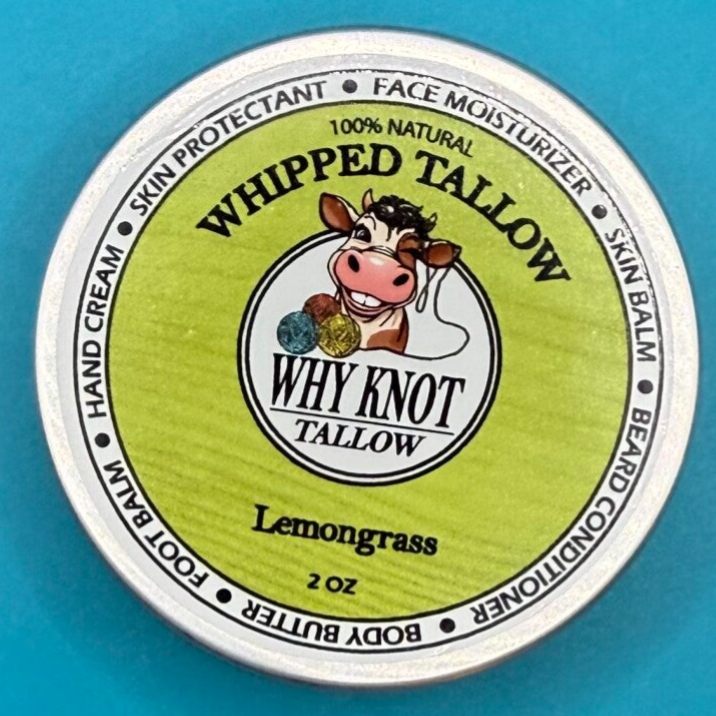 SKIN PROTECTANT • FACE MOISTURIZER • SKIN BALM • BEARD CONDITIONER • BODY BUTTER • FOOT BALM • HAND CREAM •
100% NATURAL
WHIPPED TALLOW
WHY KNOT
TALLOW
Lemongrass
2 OZ